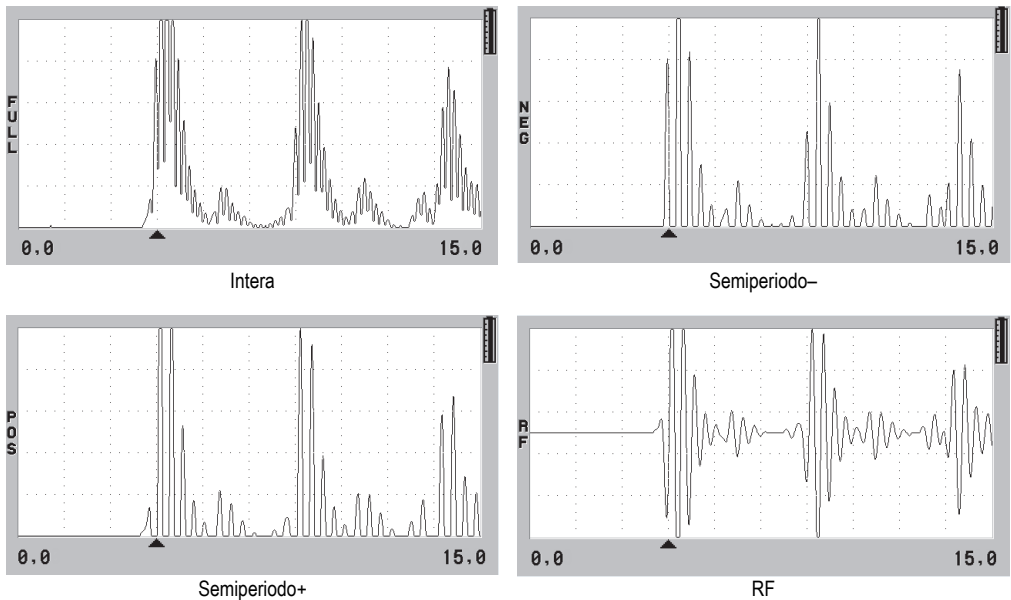 FULL
0,0 15,0
Intera
NEG
0,0 15,0
Semiperiodo–
POS
0,0 15,0
Semiperiodo+
RF
0,0 15,0
RF